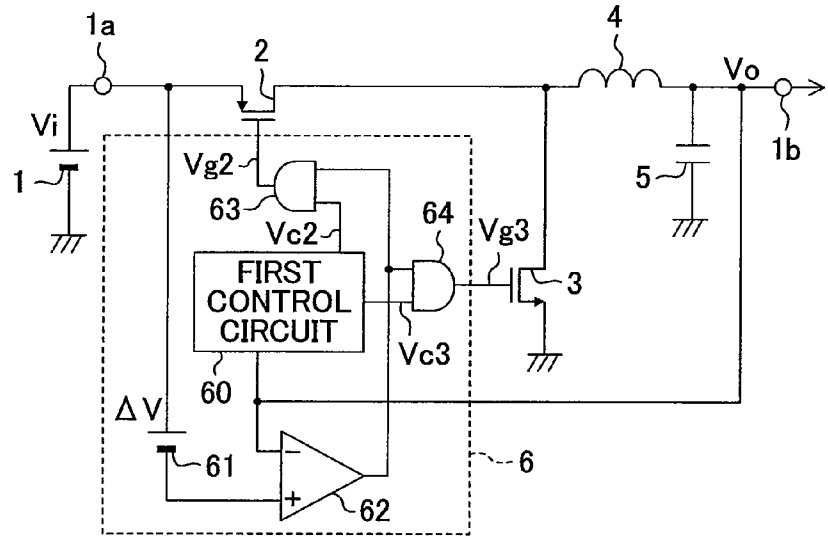 1a
2
4
Vo
Vi
1
Vg2
63
5
1b
64
Vg3
Vc2
FIRST
CONTROL
CIRCUIT
3
Vc3
60
ΔV
61
−
+
62
6